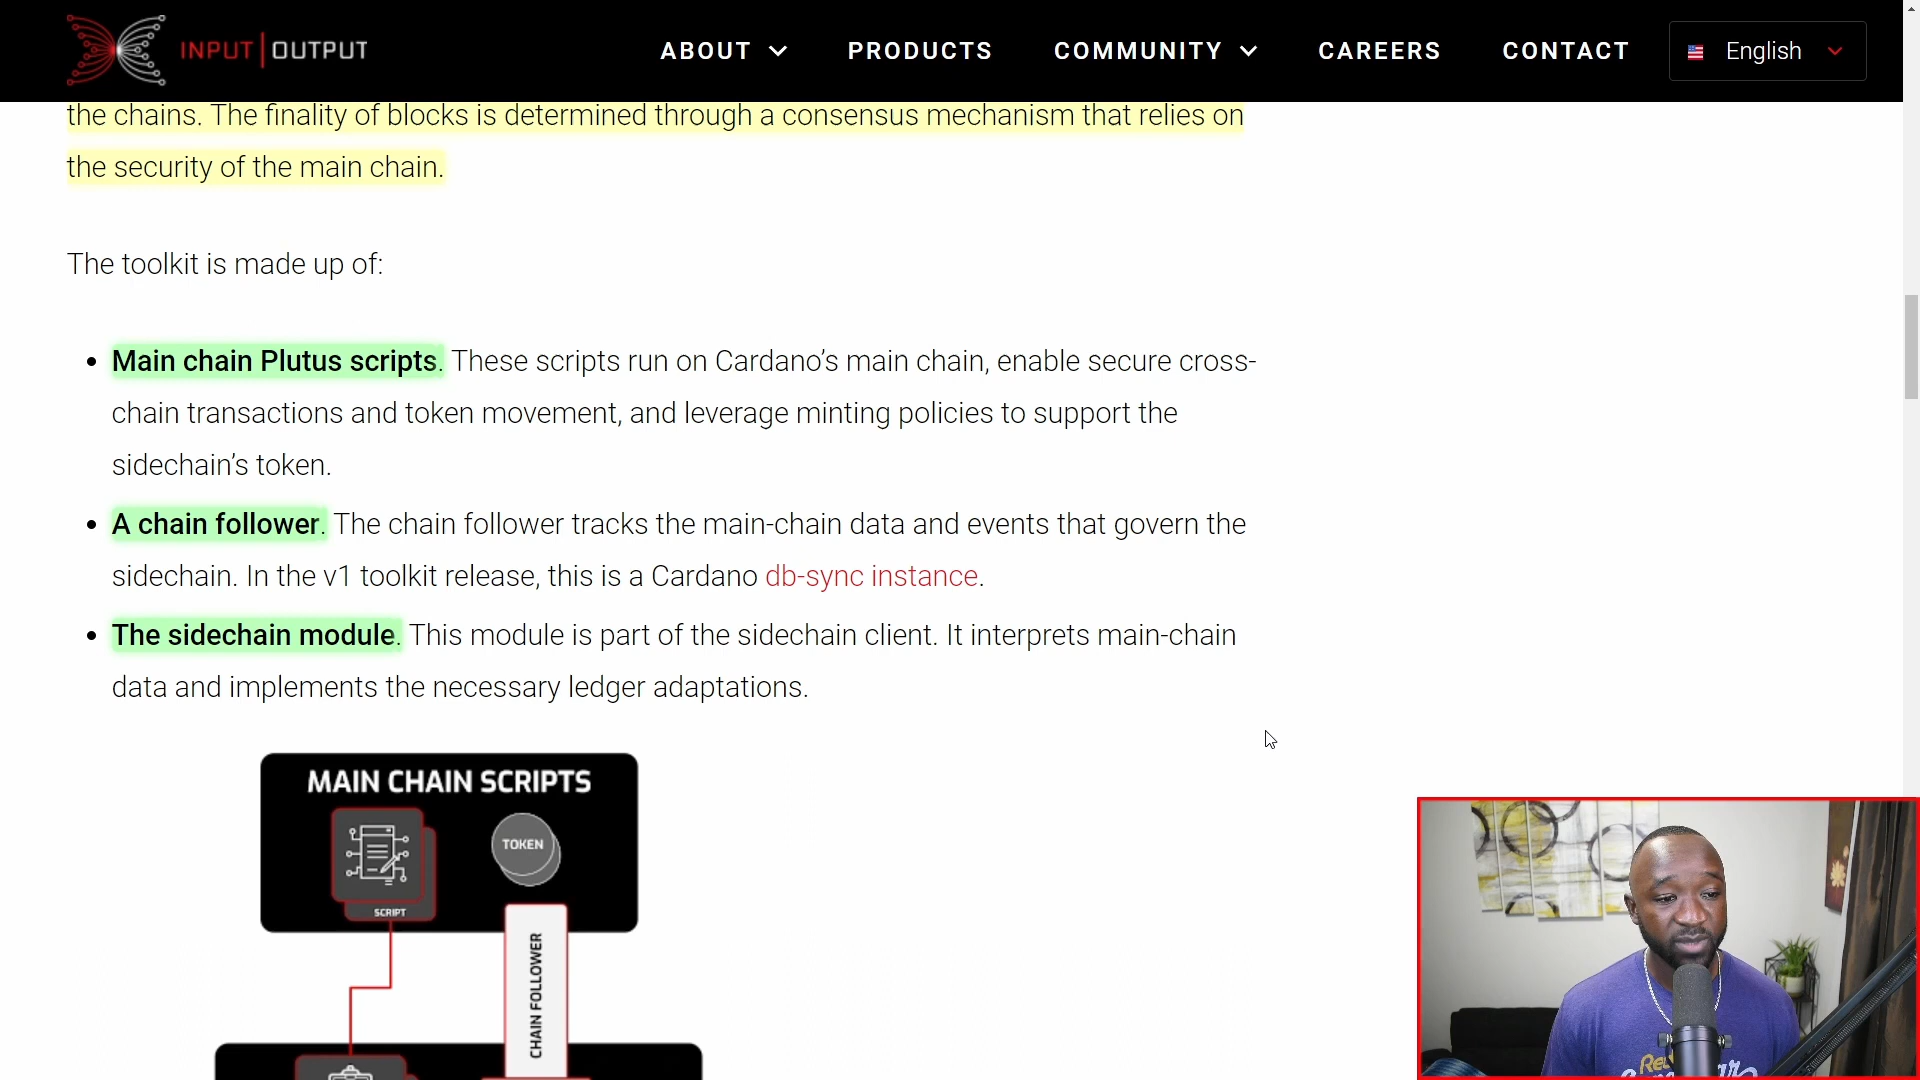 INPUT|OUTPUT
ABOUT PRODUCTS COMMUNITY CAREERS CONTACT English
the chains. The finality of blocks is determined through a consensus mechanism that relies on
the security of the main chain.
The toolkit is made up of:
• Main chain Plutus scripts. These scripts run on Cardano’s main chain, enable secure cross-
chain transactions and token movement, and leverage minting policies to support the
sidechain’s token.
• A chain follower. The chain follower tracks the main-chain data and events that govern the
sidechain. In the v1 toolkit release, this is a Cardano db-sync instance.
• The sidechain module. This module is part of the sidechain client. It interprets main-chain
data and implements the necessary ledger adaptations.
MAIN CHAIN SCRIPTS
TOKEN
SCRIPT
CHAIN FOLLOWER